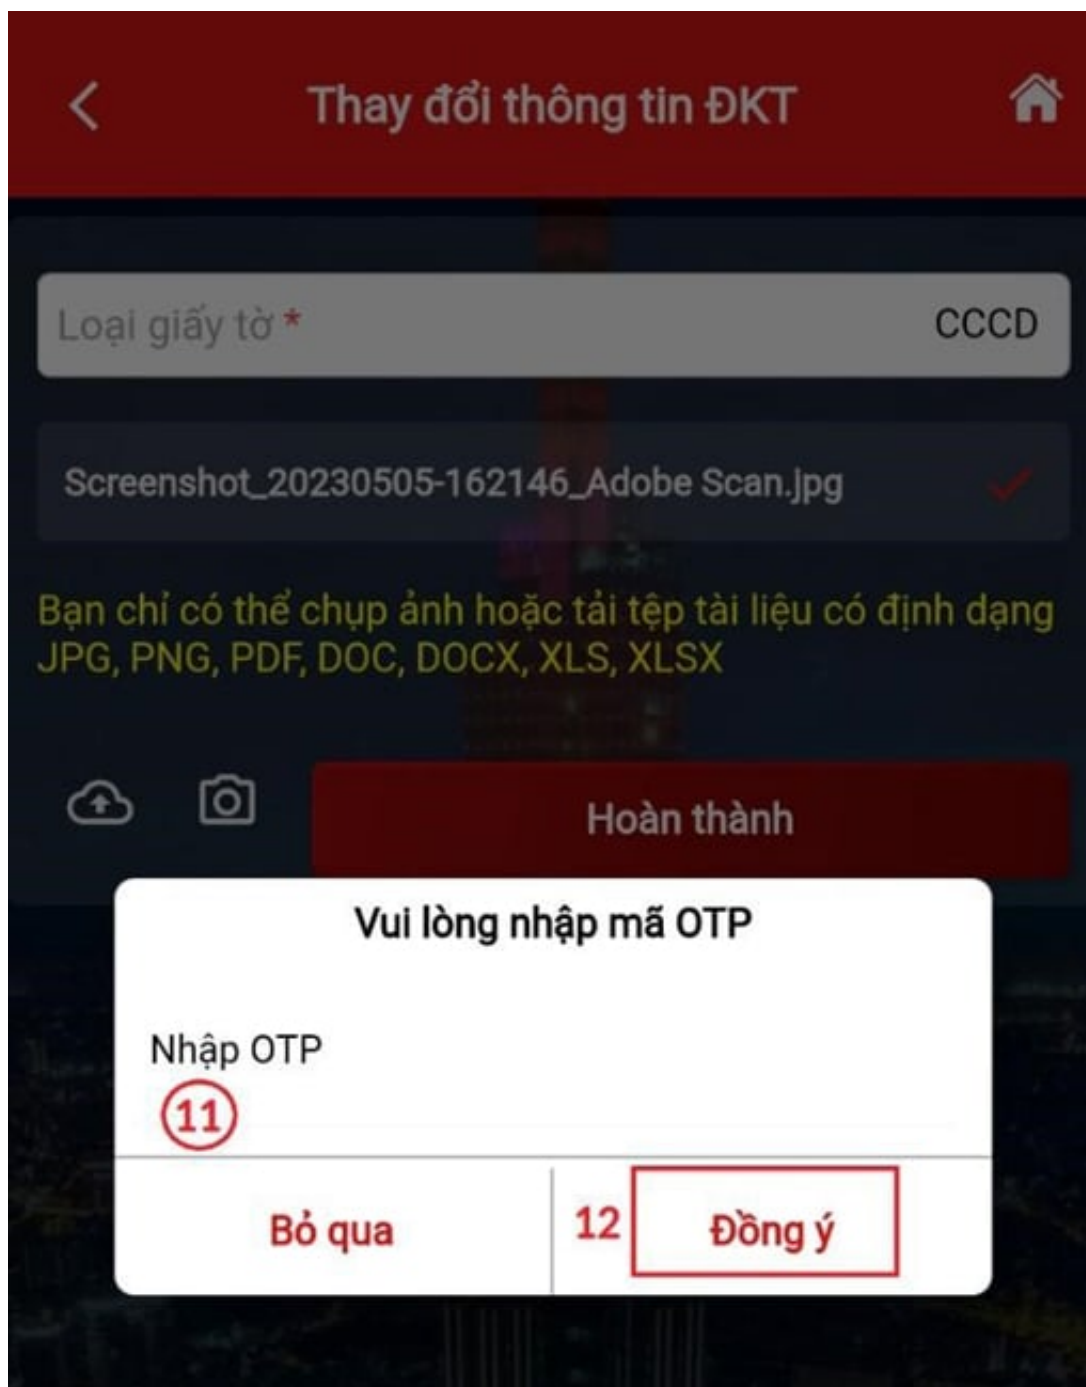 Thay đổi thông tin ĐKT
Loại giấy tờ * CCCD
Screenshot_20230505-162146_Adobe Scan.jpg
Bạn chỉ có thể chụp ảnh hoặc tải tệp tài liệu có định dạng
JPG, PNG, PDF, DOC, DOCX, XLS, XLSX
Hoàn thành
Vui lòng nhập mã OTP
Nhập OTP
11
Bỏ qua
12 Đồng ý